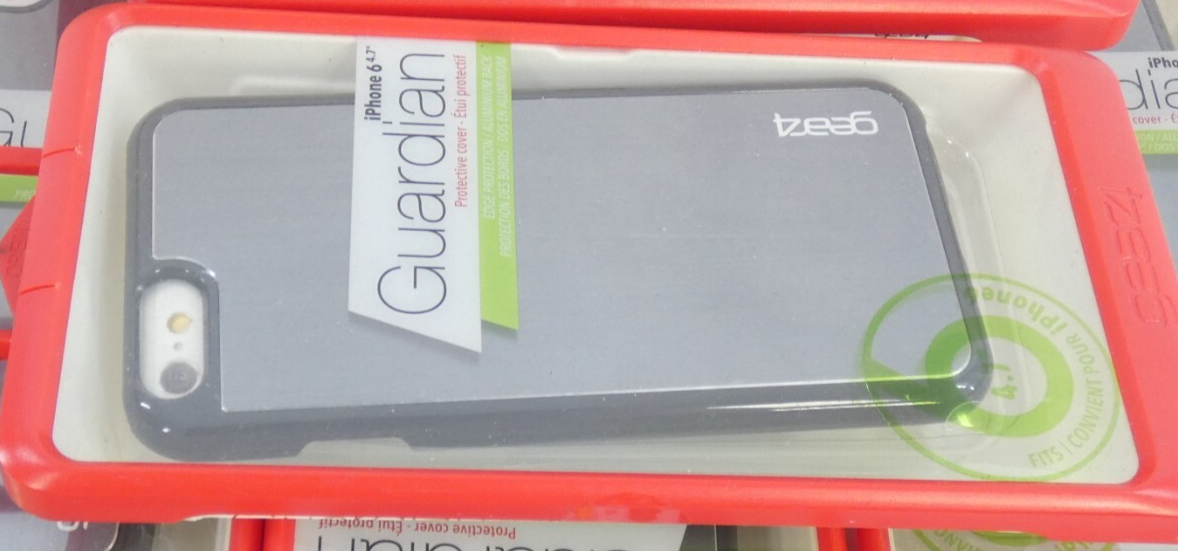 iPhone 6 4.7"
Guardian
Protective cover - Étui protectif
EDGE PROTECTION / ALUMINIUM BACK
PROTECTION DES BORDS / DOS EN ALUMINIUM
gear4
4.7
FITS | CONVIENT POUR iPhone6
gear4
Protective cover - Étui protectif